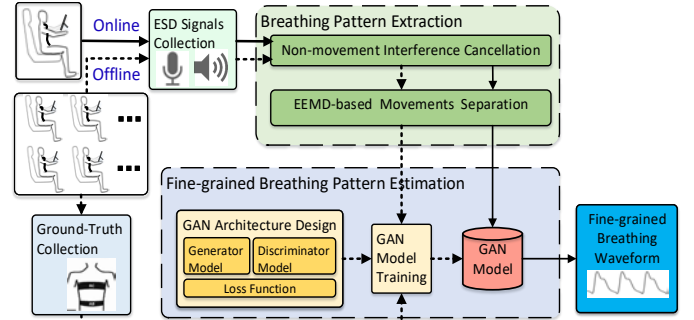 Online
Offline
ESD Signals
Collection
Breathing Pattern Extraction
Non-movement Interference Cancellation
EEMD-based Movements Separation
Fine-grained Breathing Pattern Estimation
Ground-Truth
Collection
GAN Architecture Design
Generator
Model
Discriminator
Model
Loss Function
GAN
Model
Training
GAN
Model
Fine-grained
Breathing
Waveform